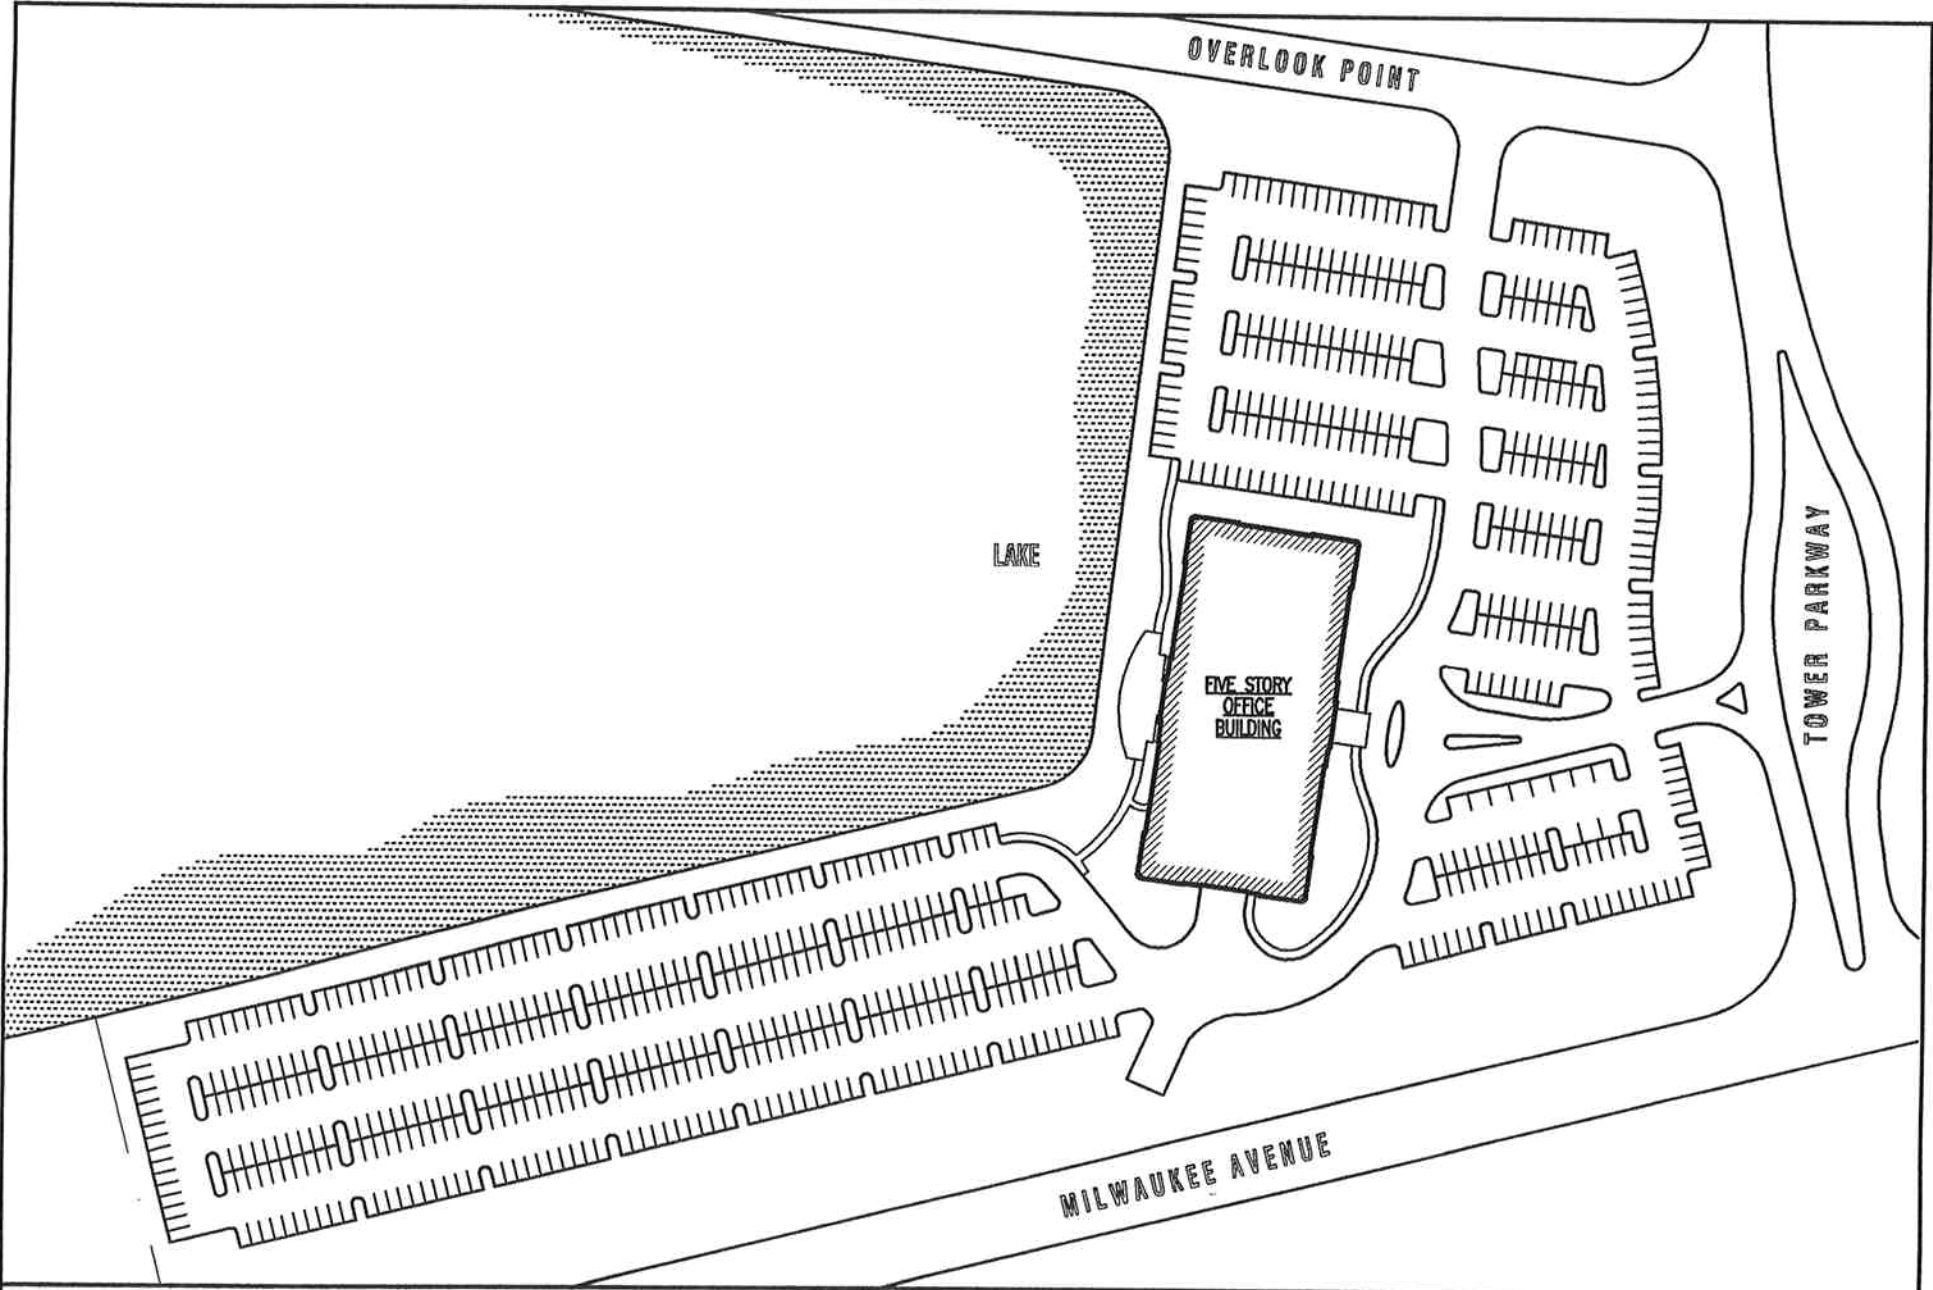 OVERLOOK POINT
LAKE
TOWER PARKWAY
FIVE STORY
OFFICE
BUILDING
MILWAUKEE AVENUE